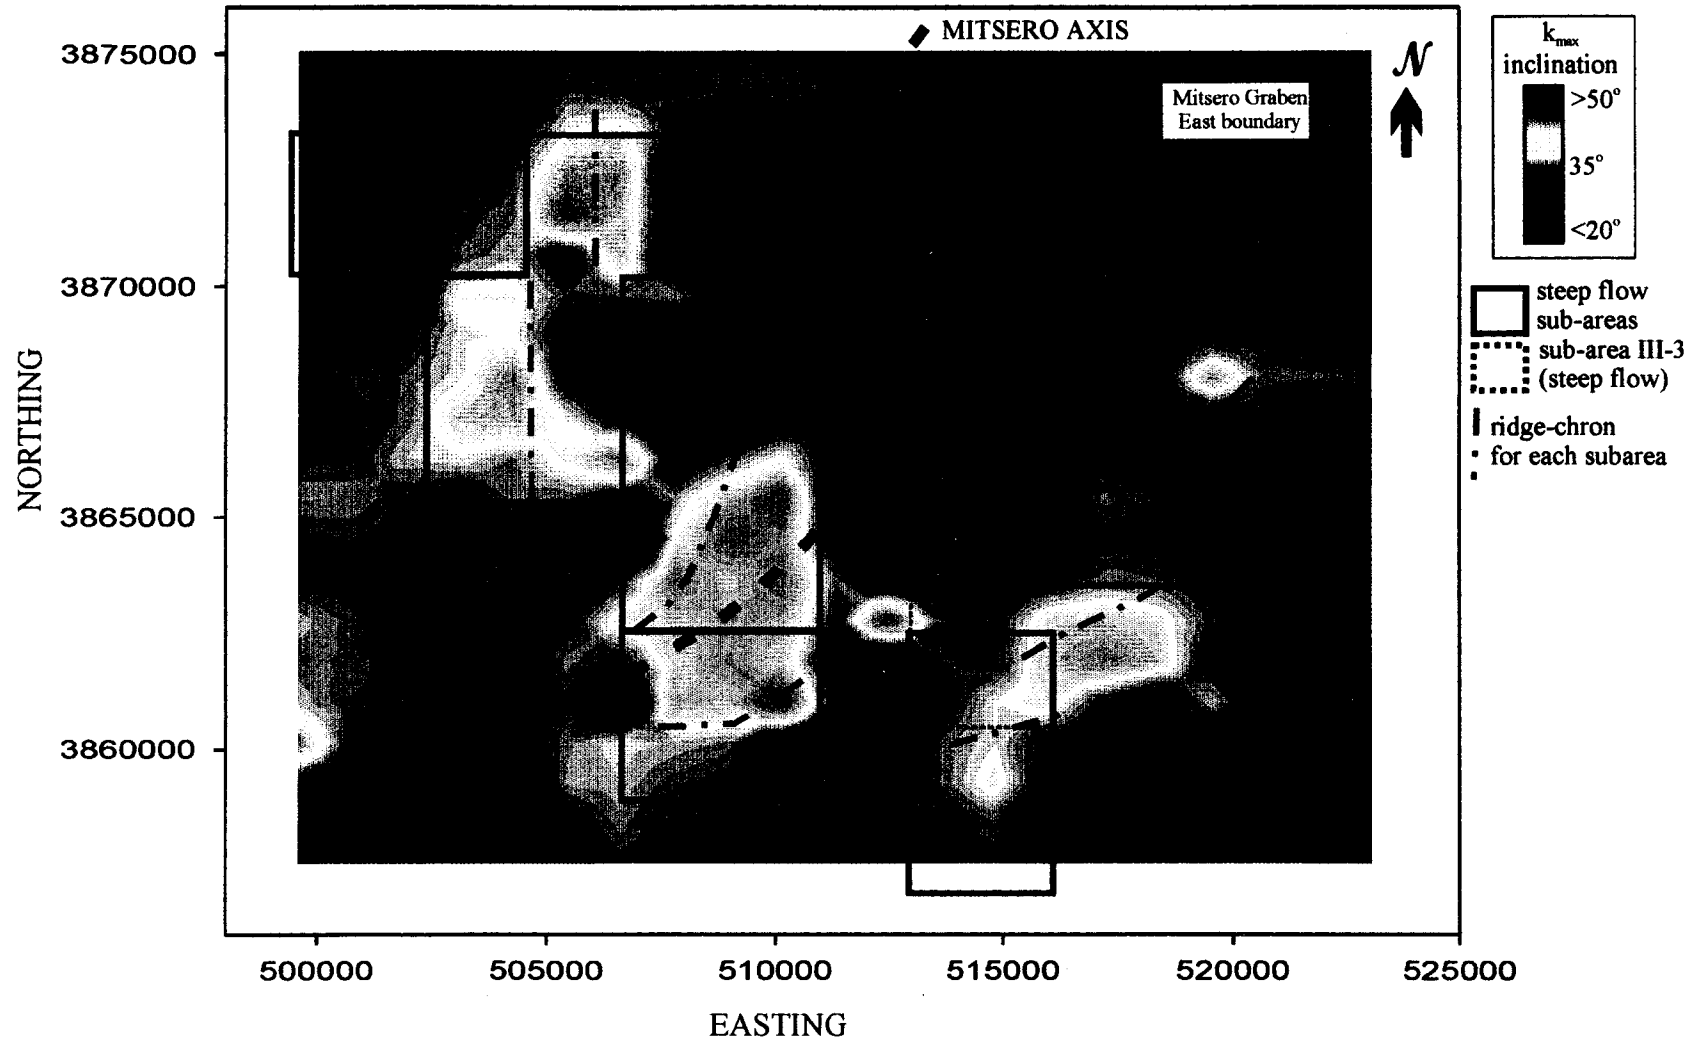 MITSERO AXIS
3875000
3870000
3865000
3860000
NORTHING
Mitsero Graben
East boundary
N
kmax
inclination
>50°
35°
<20°
steep flow
sub-areas
sub-area III-3
(steep flow)
ridge-chron
for each subarea
500000
505000
510000
515000
520000
525000
EASTING